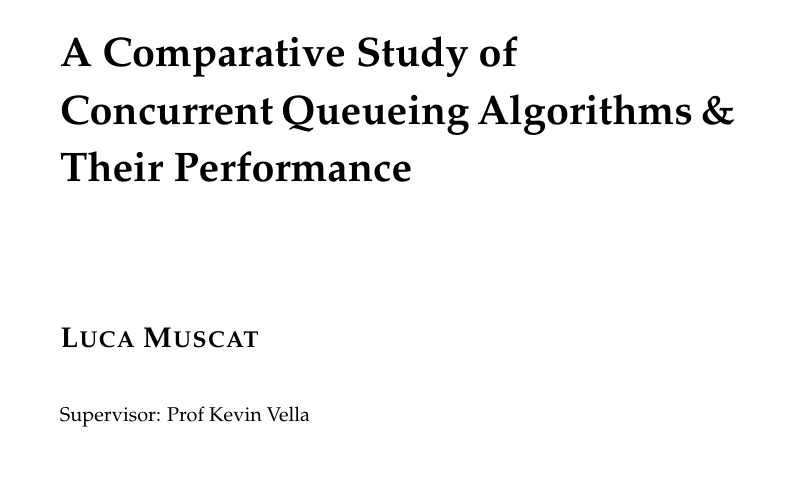 A Comparative Study of
Concurrent Queueing Algorithms &
Their Performance
LUCA MUSCAT
Supervisor: Prof Kevin Vella